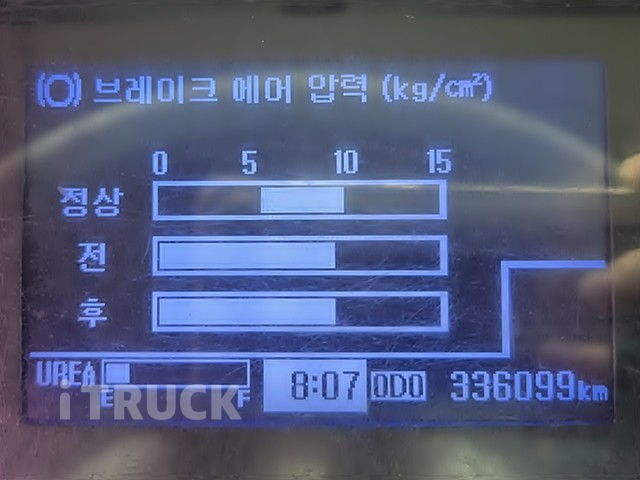 브레이크 에어 압력 (kg/㎠)
0 5 10 15
정상
전
후
UREA E F 8:07 ODO 336099km
iTRUCK